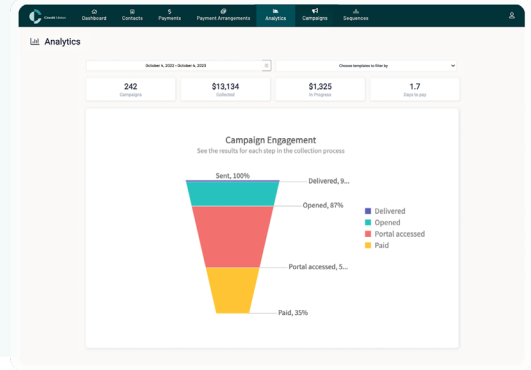 Dashboard Contacts Payments Payment Arrangements Analytics Campaigns Sequences
Analytics
October 4, 2022 - October 4, 2023 Choose templates to filter by
242 $13,134 $1,325 1.7
Campaigns Collected In Progress Days to pay
Campaign Engagement
See the results for each step in the collection process
Sent, 100%
Delivered, 9...
Opened, 87%
Delivered
Opened
Portal accessed
Paid
Portal accessed, 5...
Paid, 35%